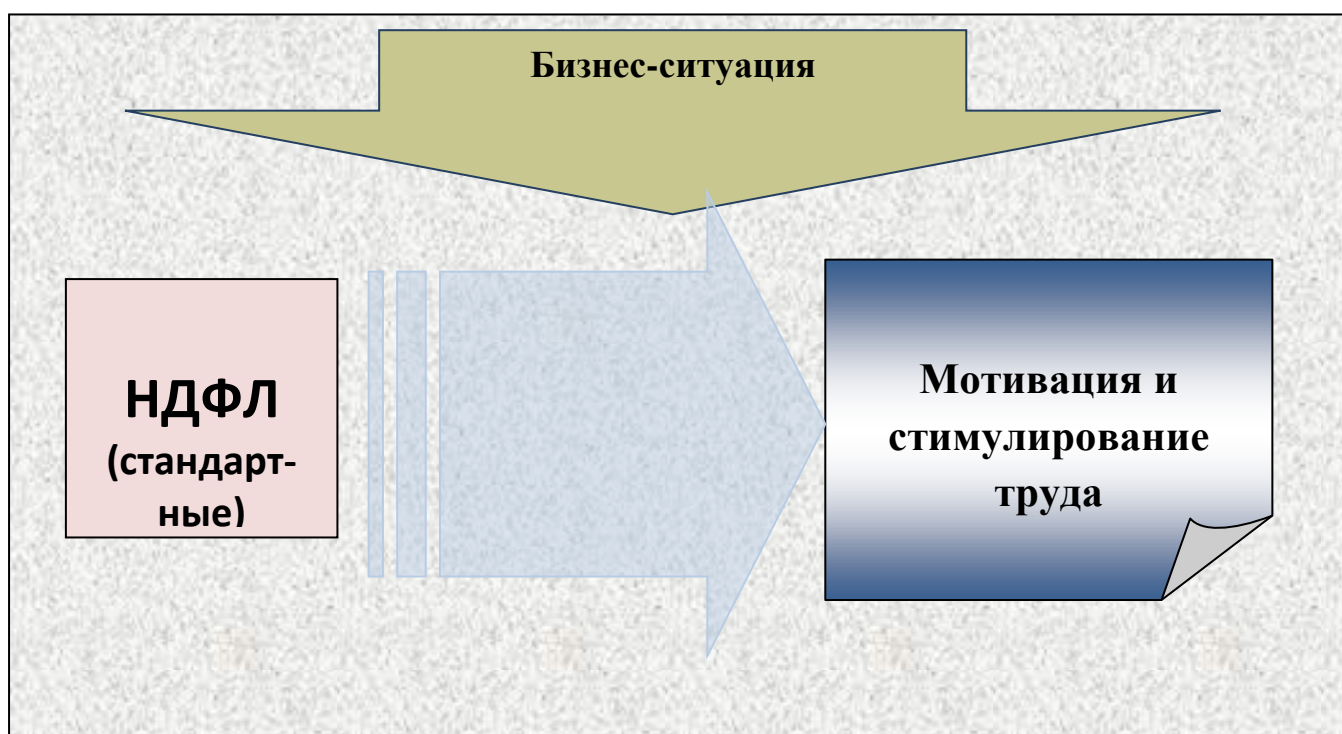 Бизнес-ситуация
НДФЛ
(стандарт-
ные)
Мотивация и
стимулирование
труда